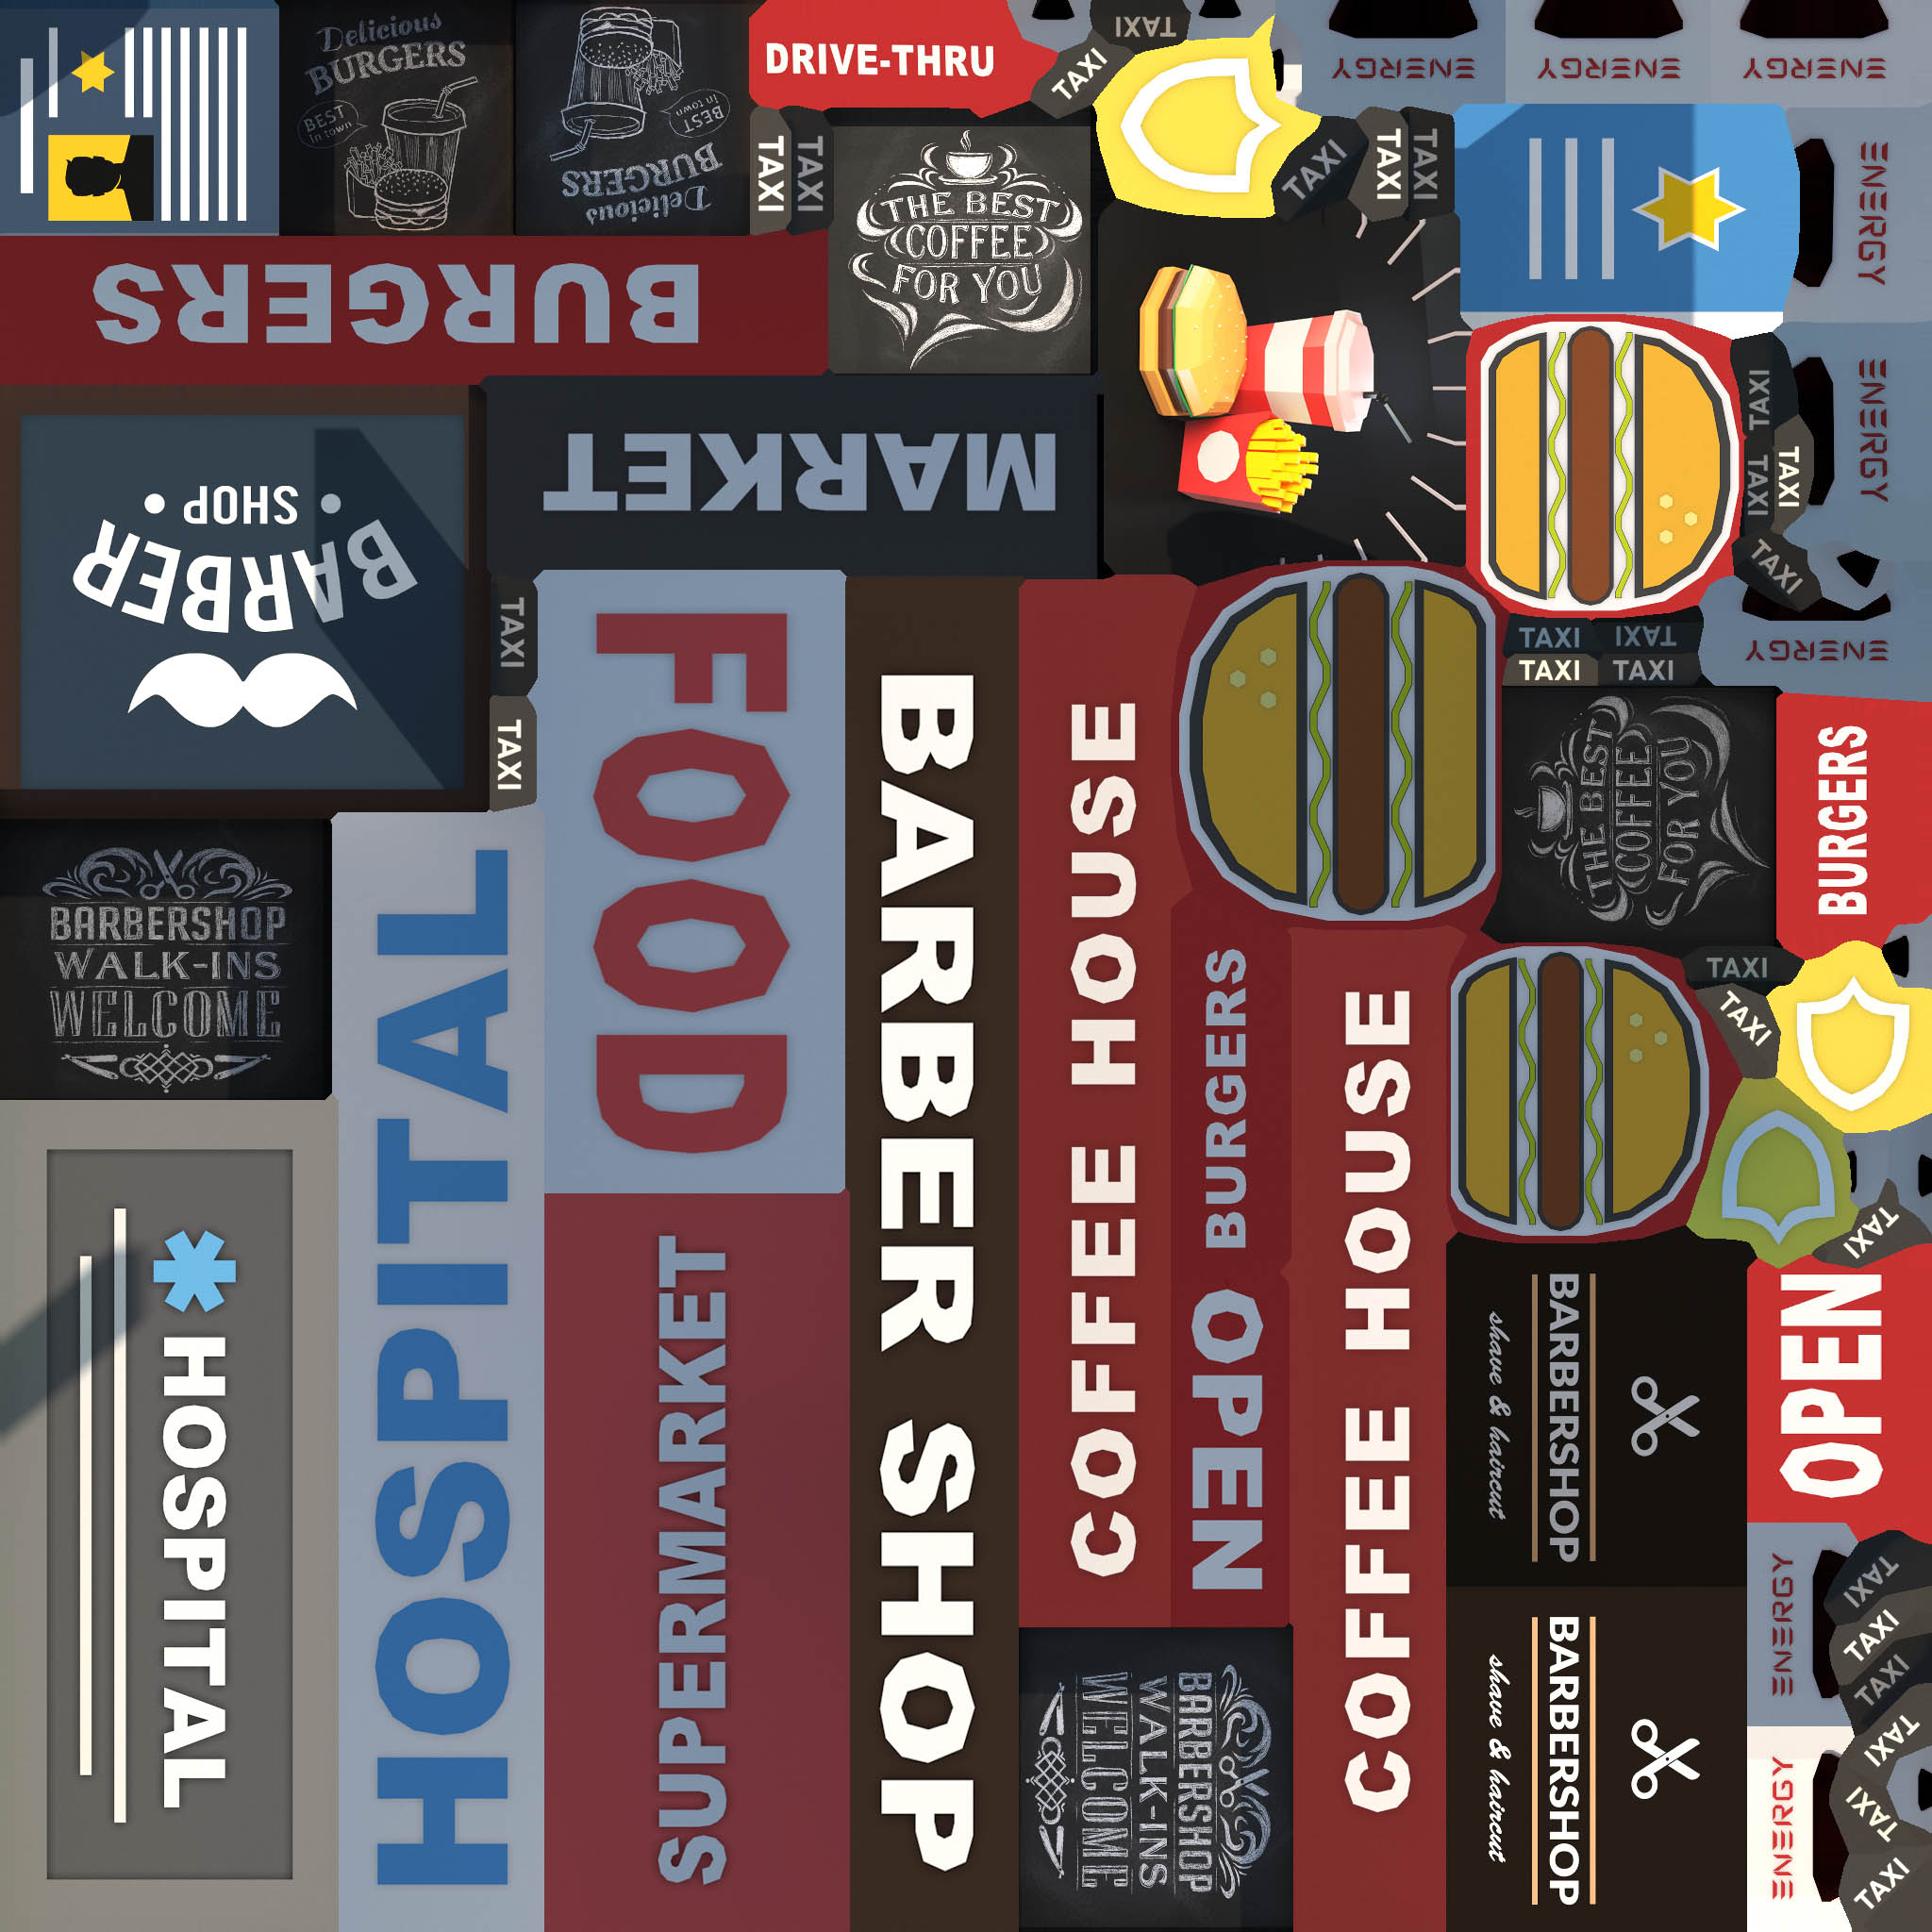 Delicious
BURGERS
BEST
in town
Delicious
BURGERS
BEST
in town
DRIVE-THRU
TAXI
TAXI
ENERGY
ENERGY
ENERGY
TAXI
TAXI
THE BEST
COFFEE
FOR YOU
TAXI
TAXI
TAXI
ENERGY
BURGERS
MARKET
BARBER
SHOP
TAXI
TAXI
TAXI
TAXI
ENERGY
TAXI
TAXI
FOOD
BARBER SHOP
COFFEE HOUSE
TAXI
TAXI
TAXI
TAXI
ENERGY
THE BEST
COFFEE
FOR YOU
BURGERS
BARBERSHOP
WALK-INS
WELCOME
HOSPITAL
BURGERS
COFFEE HOUSE
TAXI
TAXI
TAXI
HOSPITAL
SUPERMARKET
OPEN
BARBERSHOP
shave & haircut
OPEN
BARBERSHOP
WALK-INS
WELCOME
BARBERSHOP
shave & haircut
ENERGY
TAXI
TAXI
TAXI
ENERGY
TAXI
TAXI
TAXI